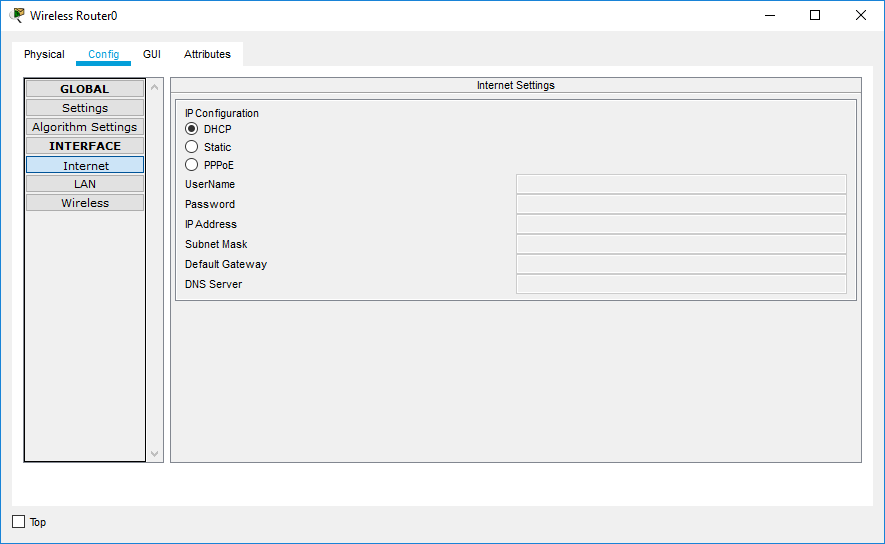 Wireless Router0
Physical Config GUI Attributes
GLOBAL
Settings
Algorithm Settings
INTERFACE
Internet
LAN
Wireless
Internet Settings
IP Configuration
DHCP
Static
PPPoE
UserName
Password
IP Address
Subnet Mask
Default Gateway
DNS Server
Top